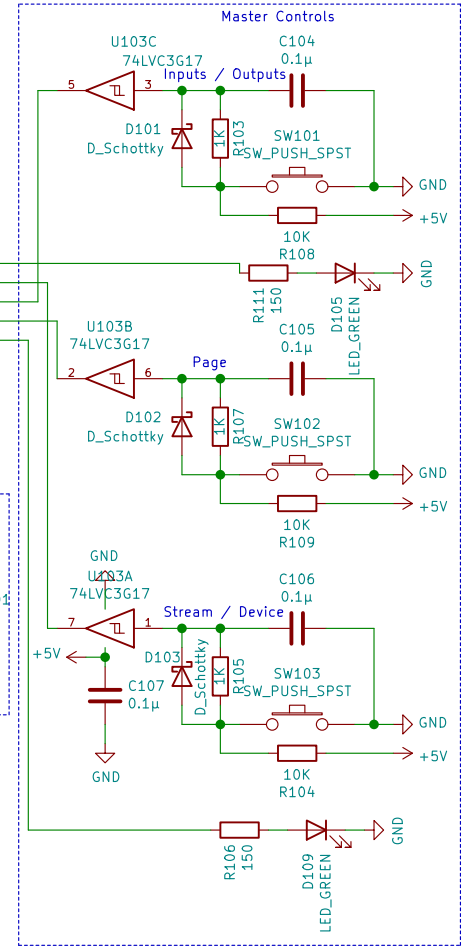 Master Controls
U103C
74LVC3G17
C104
0.1µ
Inputs / Outputs
5
3
D101
D_Schottky
1K
R103
SW101
SW_PUSH_SPST
GND
+5V
10K
R108
R111
150
D105
LED_GREEN
GND
U103B
74LVC3G17
C105
0.1µ
Page
2
6
D102
D_Schottky
1K
R107
SW102
SW_PUSH_SPST
GND
+5V
10K
R109
GND
U103A
74LVC3G17
C106
0.1µ
Stream / Device
7
1
+5V
D103
D_Schottky
1K
R105
SW103
SW_PUSH_SPST
C107
0.1µ
GND
GND
+5V
10K
R104
R106
150
D109
LED_GREEN
GND